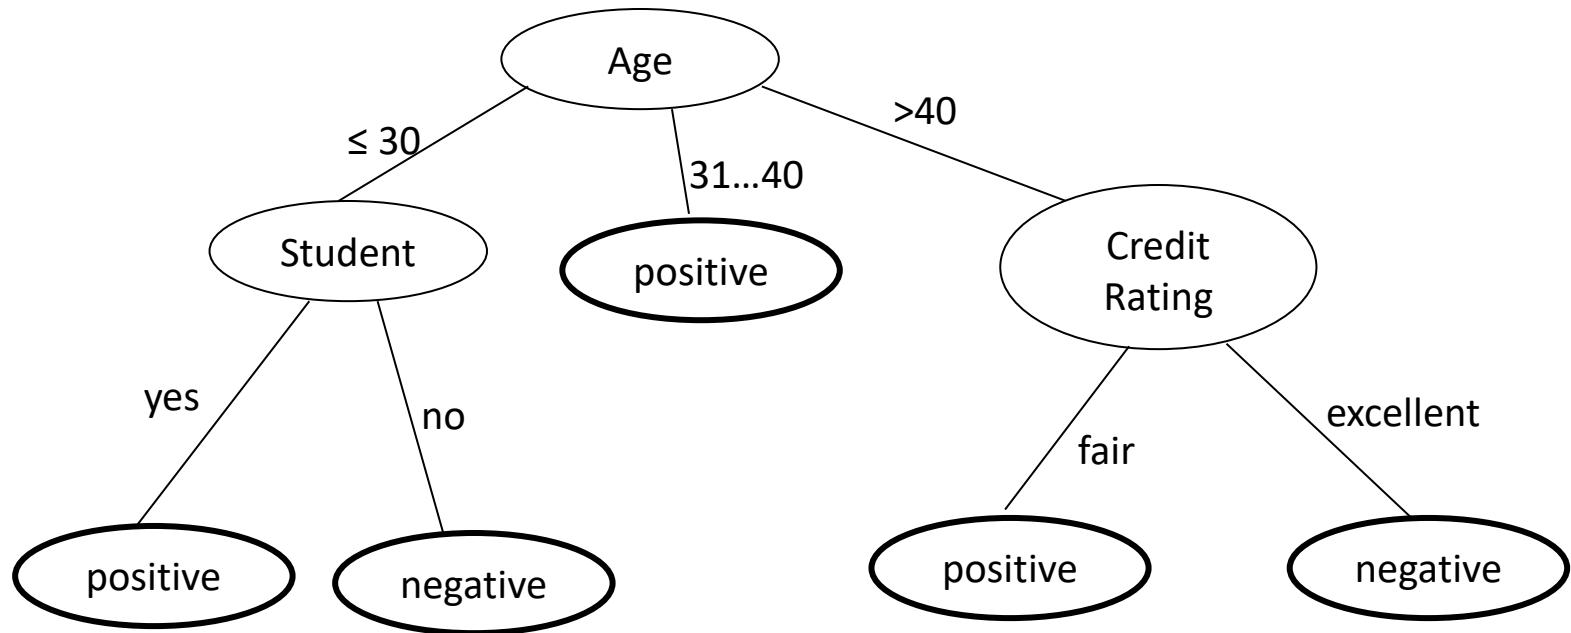 Age
≤ 30
31...40
>40
Student
positive
Credit
Rating
yes
no
fair
excellent
positive
negative
positive
negative